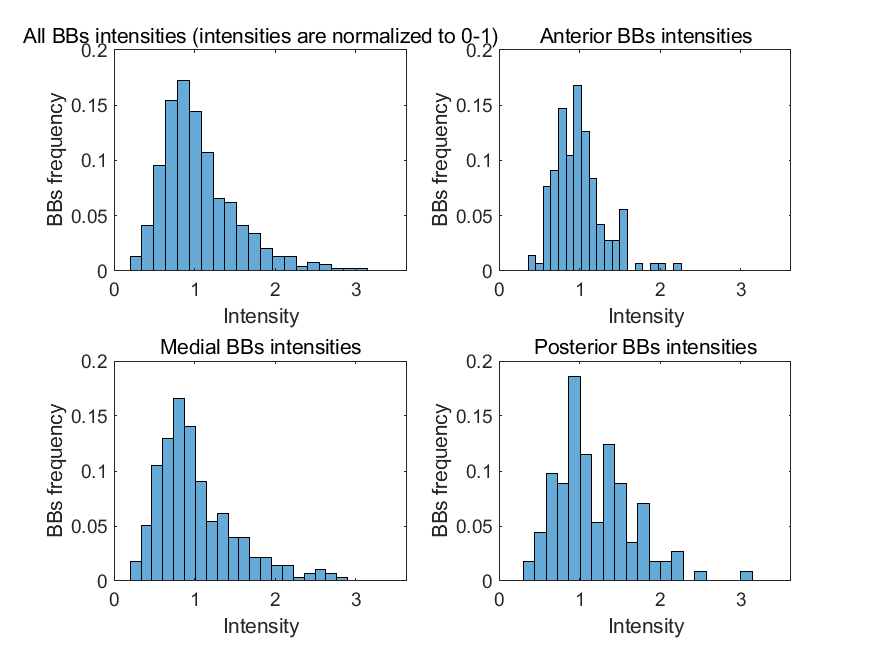 All BBs intensities (intensities are normalized to 0-1)
BBs frequency
0.2
0.15
0.1
0.05
0
0 1 2 3
Intensity
Anterior BBs intensities
BBs frequency
0.2
0.15
0.1
0.05
0
0 1 2 3
Intensity
Medial BBs intensities
BBs frequency
0.2
0.15
0.1
0.05
0
0 1 2 3
Intensity
Posterior BBs intensities
BBs frequency
0.2
0.15
0.1
0.05
0
0 1 2 3
Intensity